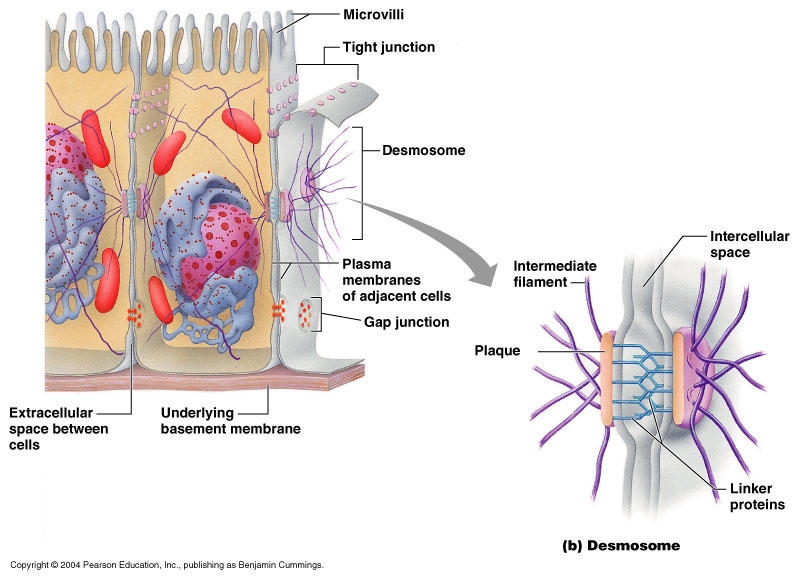 Microvilli
Tight junction
Desmosome
Plasma
membranes
of adjacent cells
Gap junction
Extracellular
space between
cells
Underlying
basement membrane
Intercellular
space
Intermediate
filament
Plaque
Linker
proteins
(b) Desmosome
Copyright © 2004 Pearson Education, Inc., publishing as Benjamin Cummings.